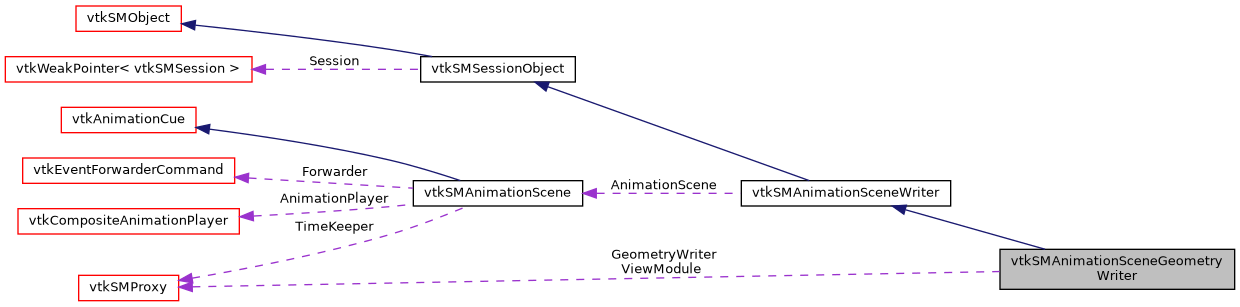 vtkSMObject
vtkWeakPointer< vtkSMSession >
Session
vtkSMSessionObject
vtkAnimationCue
vtkEventForwarderCommand
Forwarder
vtkSMAnimationScene
AnimationScene
vtkSMAnimationSceneWriter
AnimationPlayer
vtkCompositeAnimationPlayer
TimeKeeper
GeometryWriter
ViewModule
vtkSMAnimationSceneGeometry
Writer
vtkSMProxy